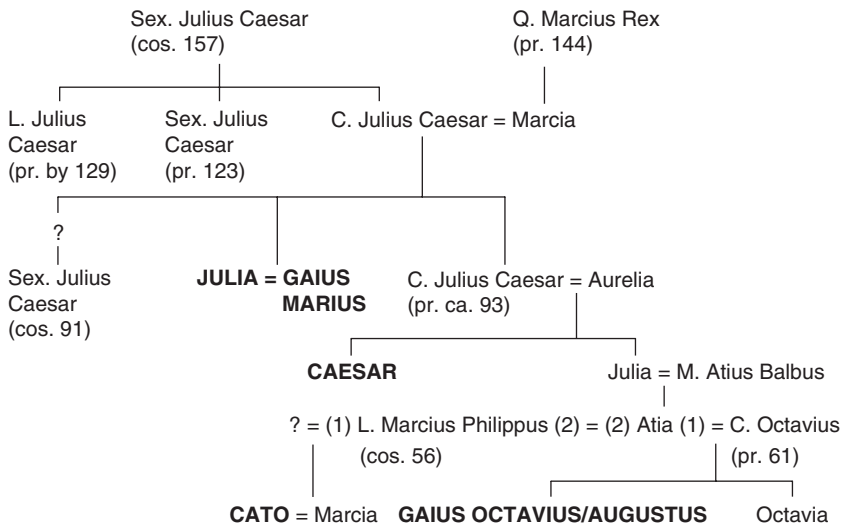 Sex. Julius Caesar
(cos. 157)
Q. Marcius Rex
(pr. 144)
L. Julius
Caesar
(pr. by 129)
Sex. Julius
Caesar
(pr. 123)
C. Julius Caesar = Marcia
?
Sex. Julius
Caesar
(cos. 91)
JULIA = GAIUS
MARIUS
C. Julius Caesar = Aurelia
(pr. ca. 93)
CAESAR
Julia = M. Atius Balbus
? = (1) L. Marcius Philippus (2) = (2) Atia (1) = C. Octavius
(cos. 56)
(pr. 61)
CATO = Marcia
GAIUS OCTAVIUS/AUGUSTUS
Octavia